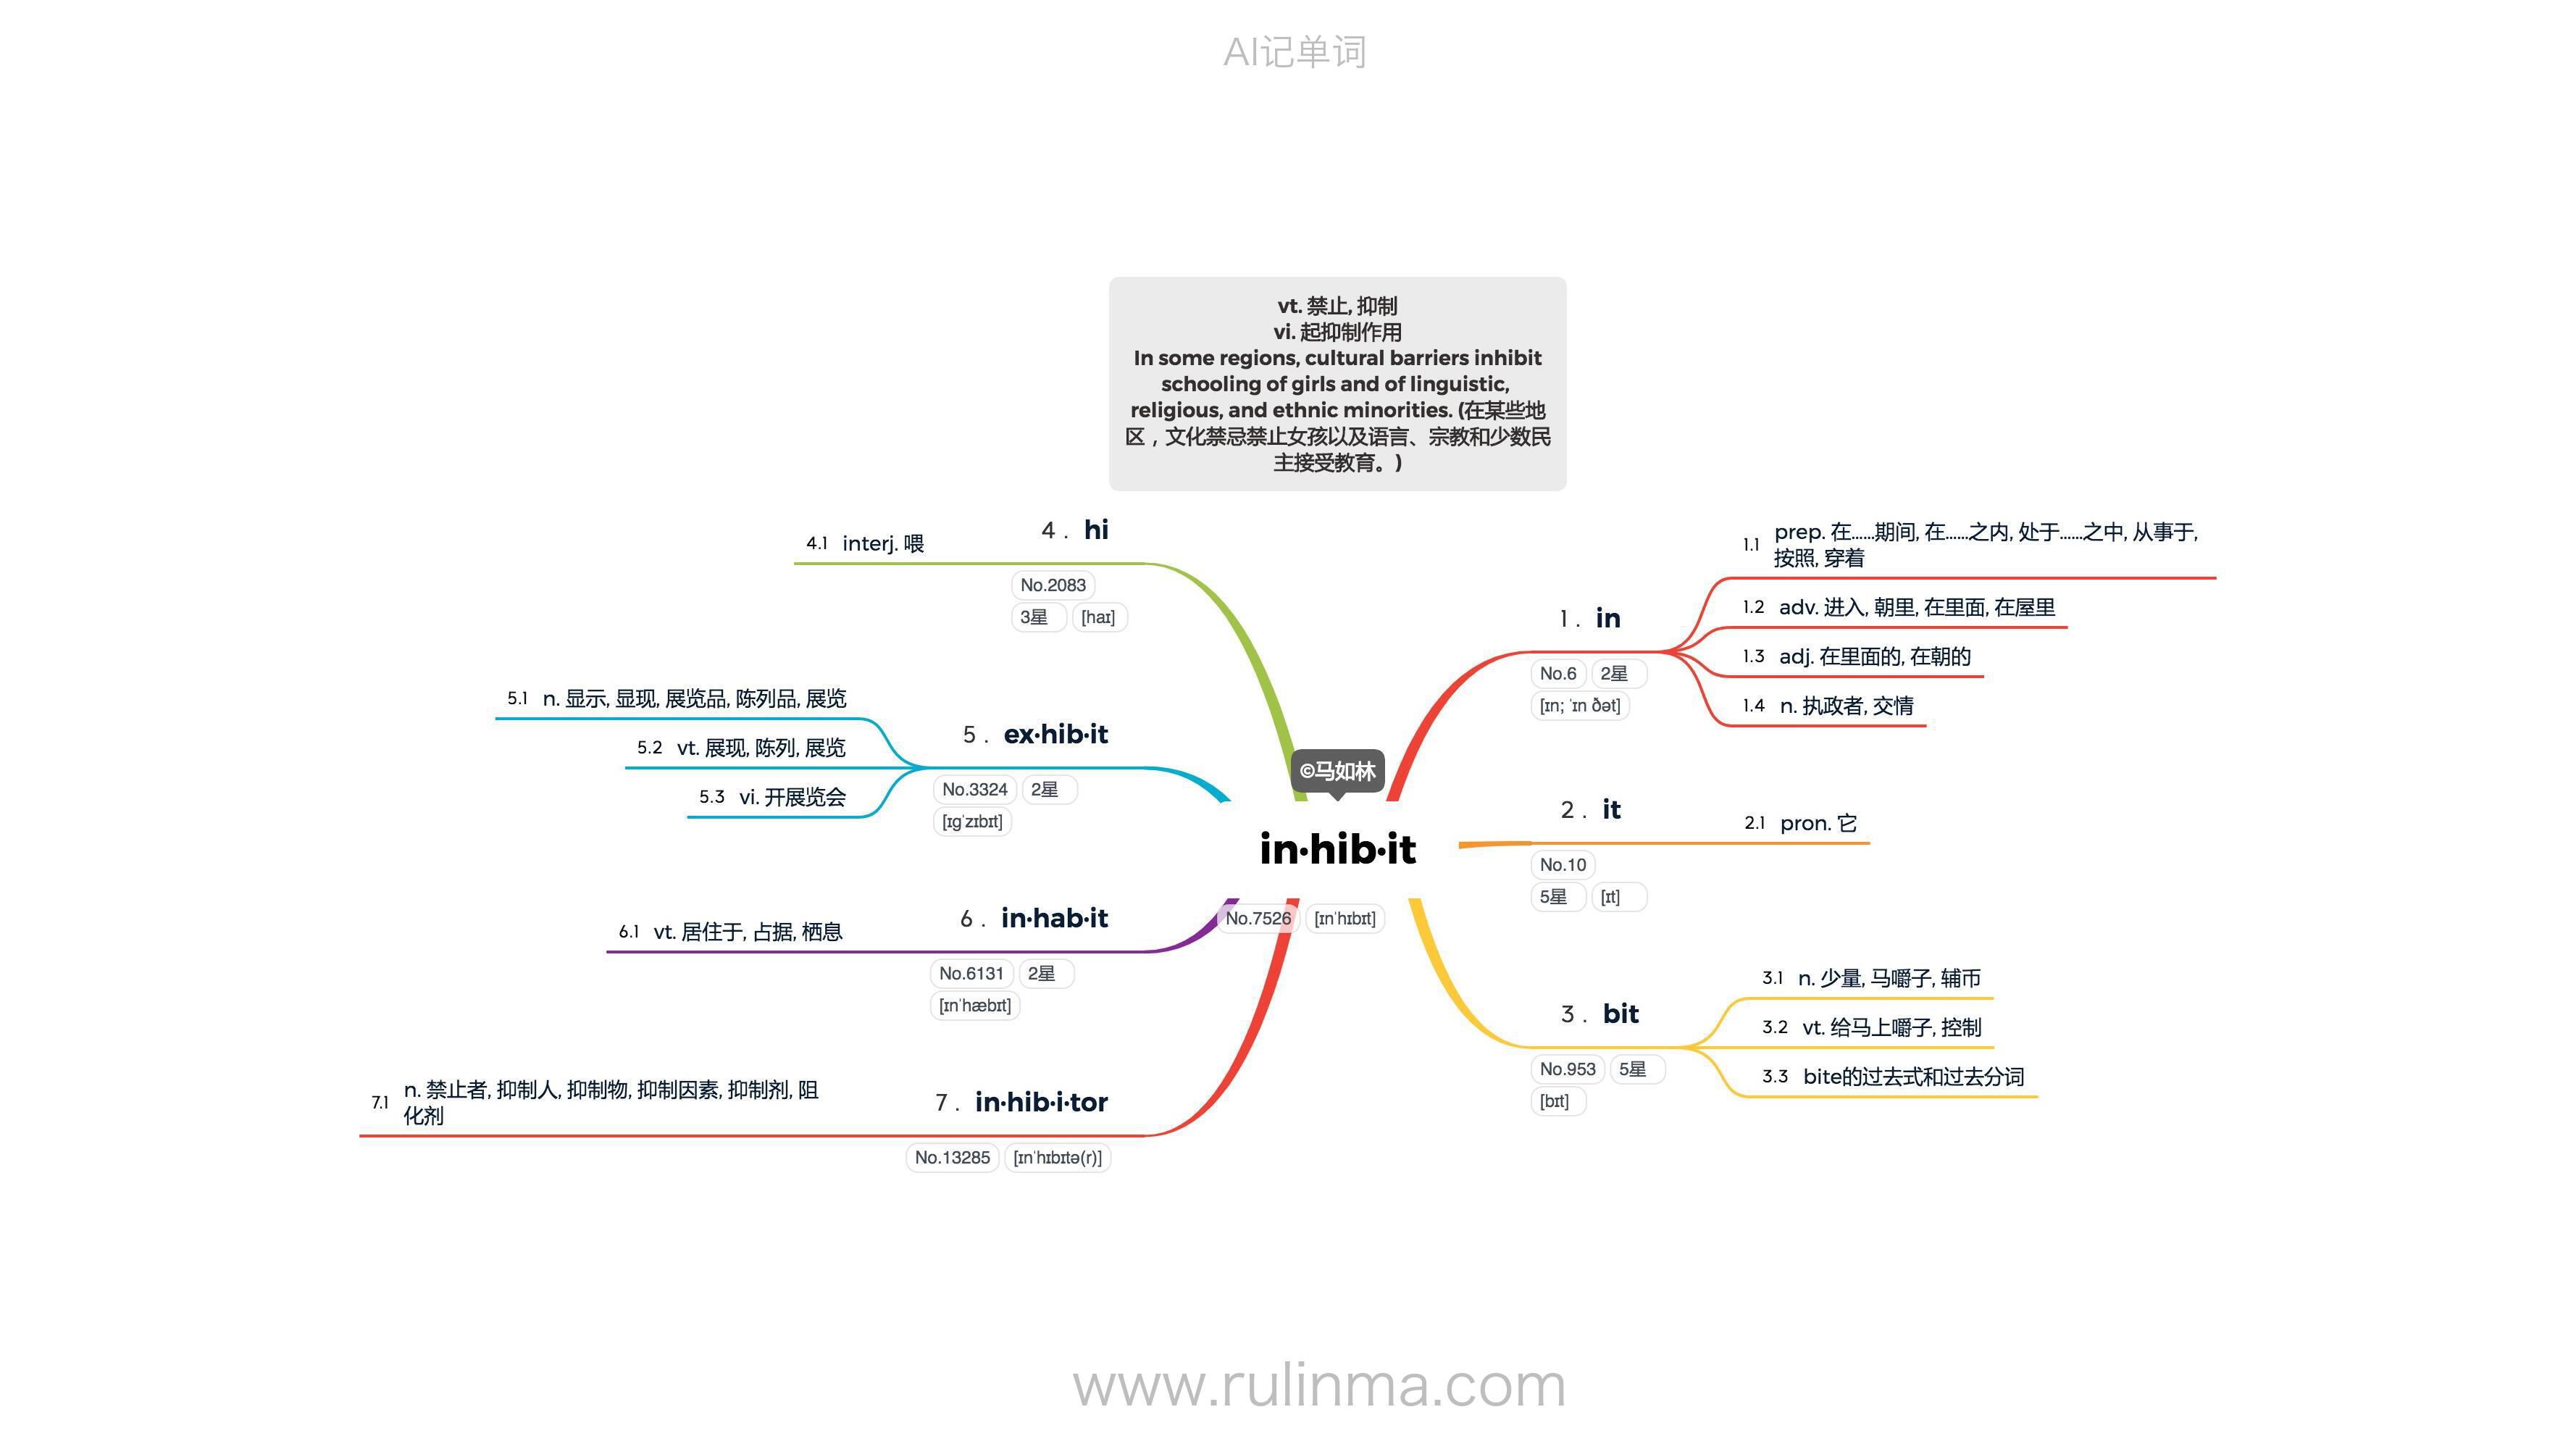 AI记单词
vt. 禁止, 抑制
vi. 起抑制作用
In some regions, cultural barriers inhibit
schooling of girls and of linguistic,
religious, and ethnic minorities. (在某些地
区，文化禁忌禁止女孩以及语言、宗教和少数民
主接受教育。)
©马如林
in·hib·it
No.7526 [ɪnˈhɪbɪt]
1 . in
No.6 2星
[ɪn; ˈɪn ðət]
1.1 prep. 在……期间, 在……之内, 处于……之中, 从事于,
按照, 穿着
1.2 adv. 进入, 朝里, 在里面, 在屋里
1.3 adj. 在里面的, 在朝的
1.4 n. 执政者, 交情
2 . it
No.10
5星 [ɪt]
2.1 pron. 它
3 . bit
No.953 5星
[bɪt]
3.1 n. 少量, 马嚼子, 辅币
3.2 vt. 给马上嚼子, 控制
3.3 bite的过去式和过去分词
4 . hi
No.2083
3星 [haɪ]
4.1 interj. 喂
5 . ex·hib·it
No.3324 2星
[ɪɡˈzɪbɪt]
5.1 n. 显示, 显现, 展览品, 陈列品, 展览
5.2 vt. 展现, 陈列, 展览
5.3 vi. 开展览会
6 . in·hab·it
No.6131 2星
[ɪnˈhæbɪt]
6.1 vt. 居住于, 占据, 栖息
7 . in·hib·i·tor
No.13285 [ɪnˈhɪbɪtə(r)]
7.1 n. 禁止者, 抑制人, 抑制物, 抑制因素, 抑制剂, 阻
化剂
www.rulinma.com